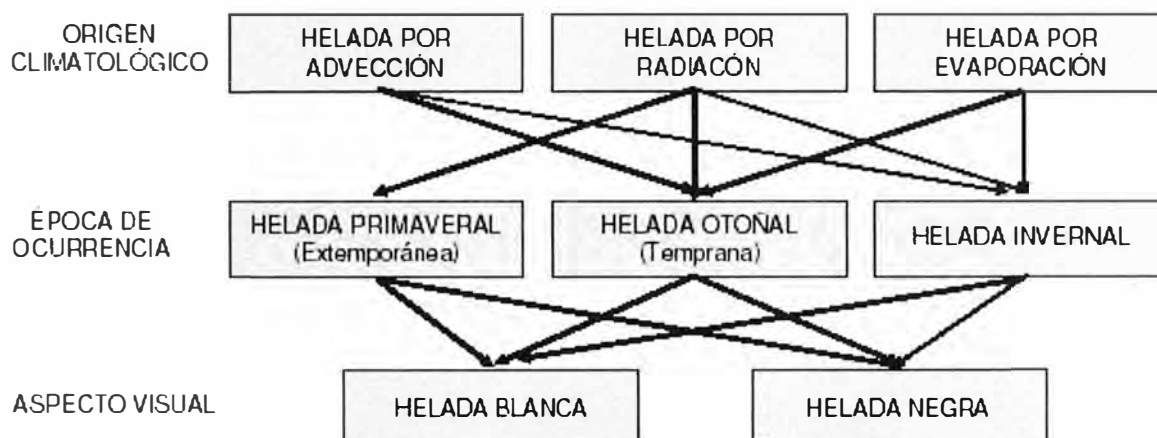 ORIGEN
CLIMATOLÓGICO
HELADA POR
ADVECCIÓN
HELADA POR
RADIACÓN
HELADA POR
EVAPORACIÓN
ÉPOCA DE
OCURRENCIA
HELADA PRIMAVERAL
(Extemporánea)
HELADA OTOÑAL
(Temprana)
HELADA INVERNAL
ASPECTO VISUAL
HELADA BLANCA
HELADA NEGRA